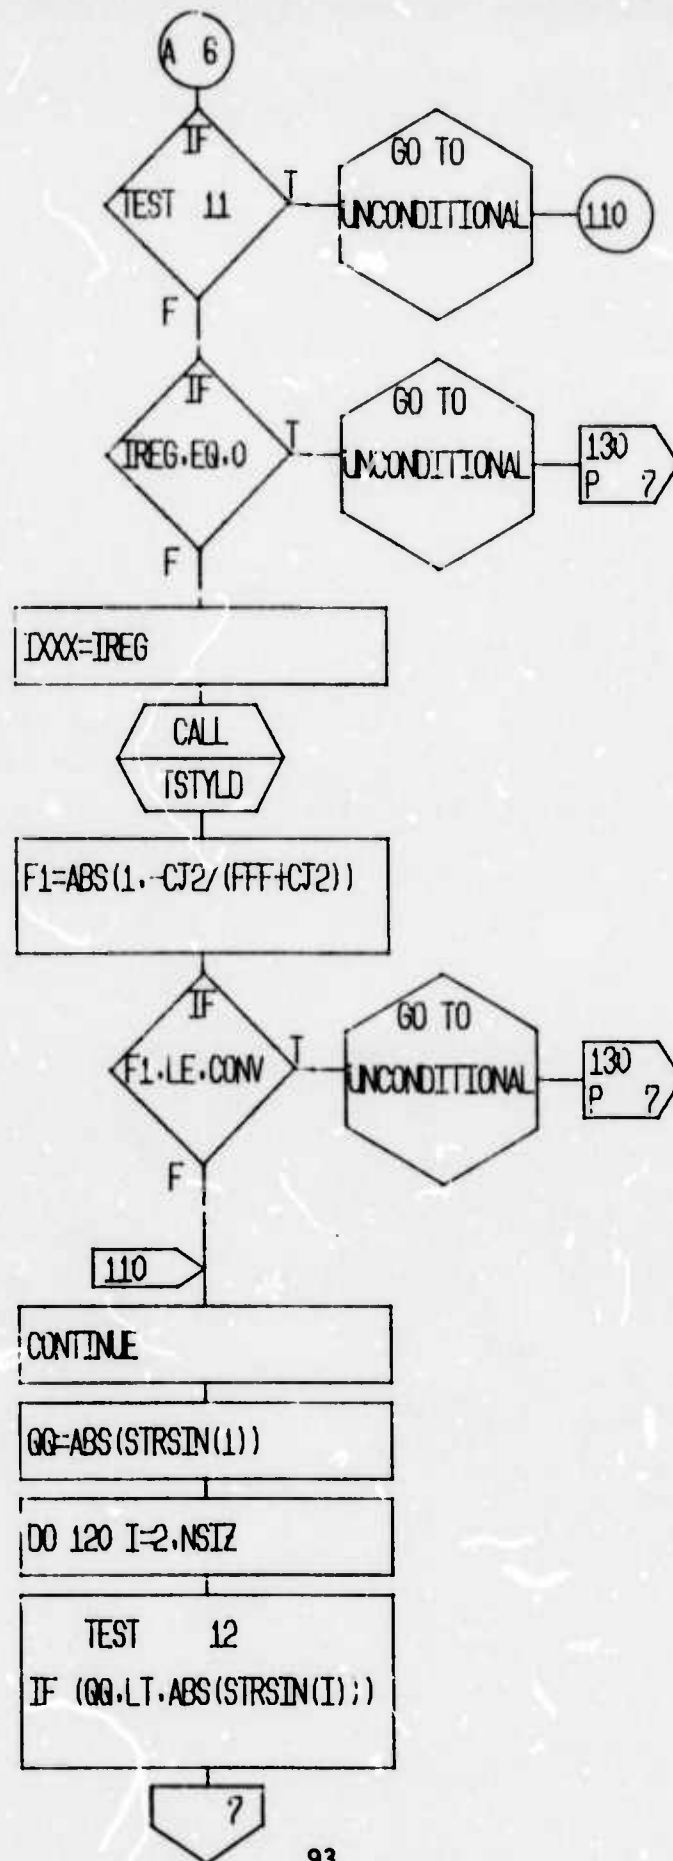 A 6
IF
TEST 11
T
GO TO
UNCONDITIONAL
110
F
IF
IREG.EQ.0
T
GO TO
UNCONDITIONAL
130
P 7
F
IXXX=IREG
CALL
TSTYLD
F1=ABS(1.-CJ2/(FFF+CJ2))
IF
F1.LE.CONV
T
GO TO
UNCONDITIONAL
130
P 7
F
110
CONTINUE
QQ=ABS(STRSIN(1))
DO 120 I=2,NSIZ
TEST 12
IF (QQ.LT.ABS(STRSIN(I)))
7
93